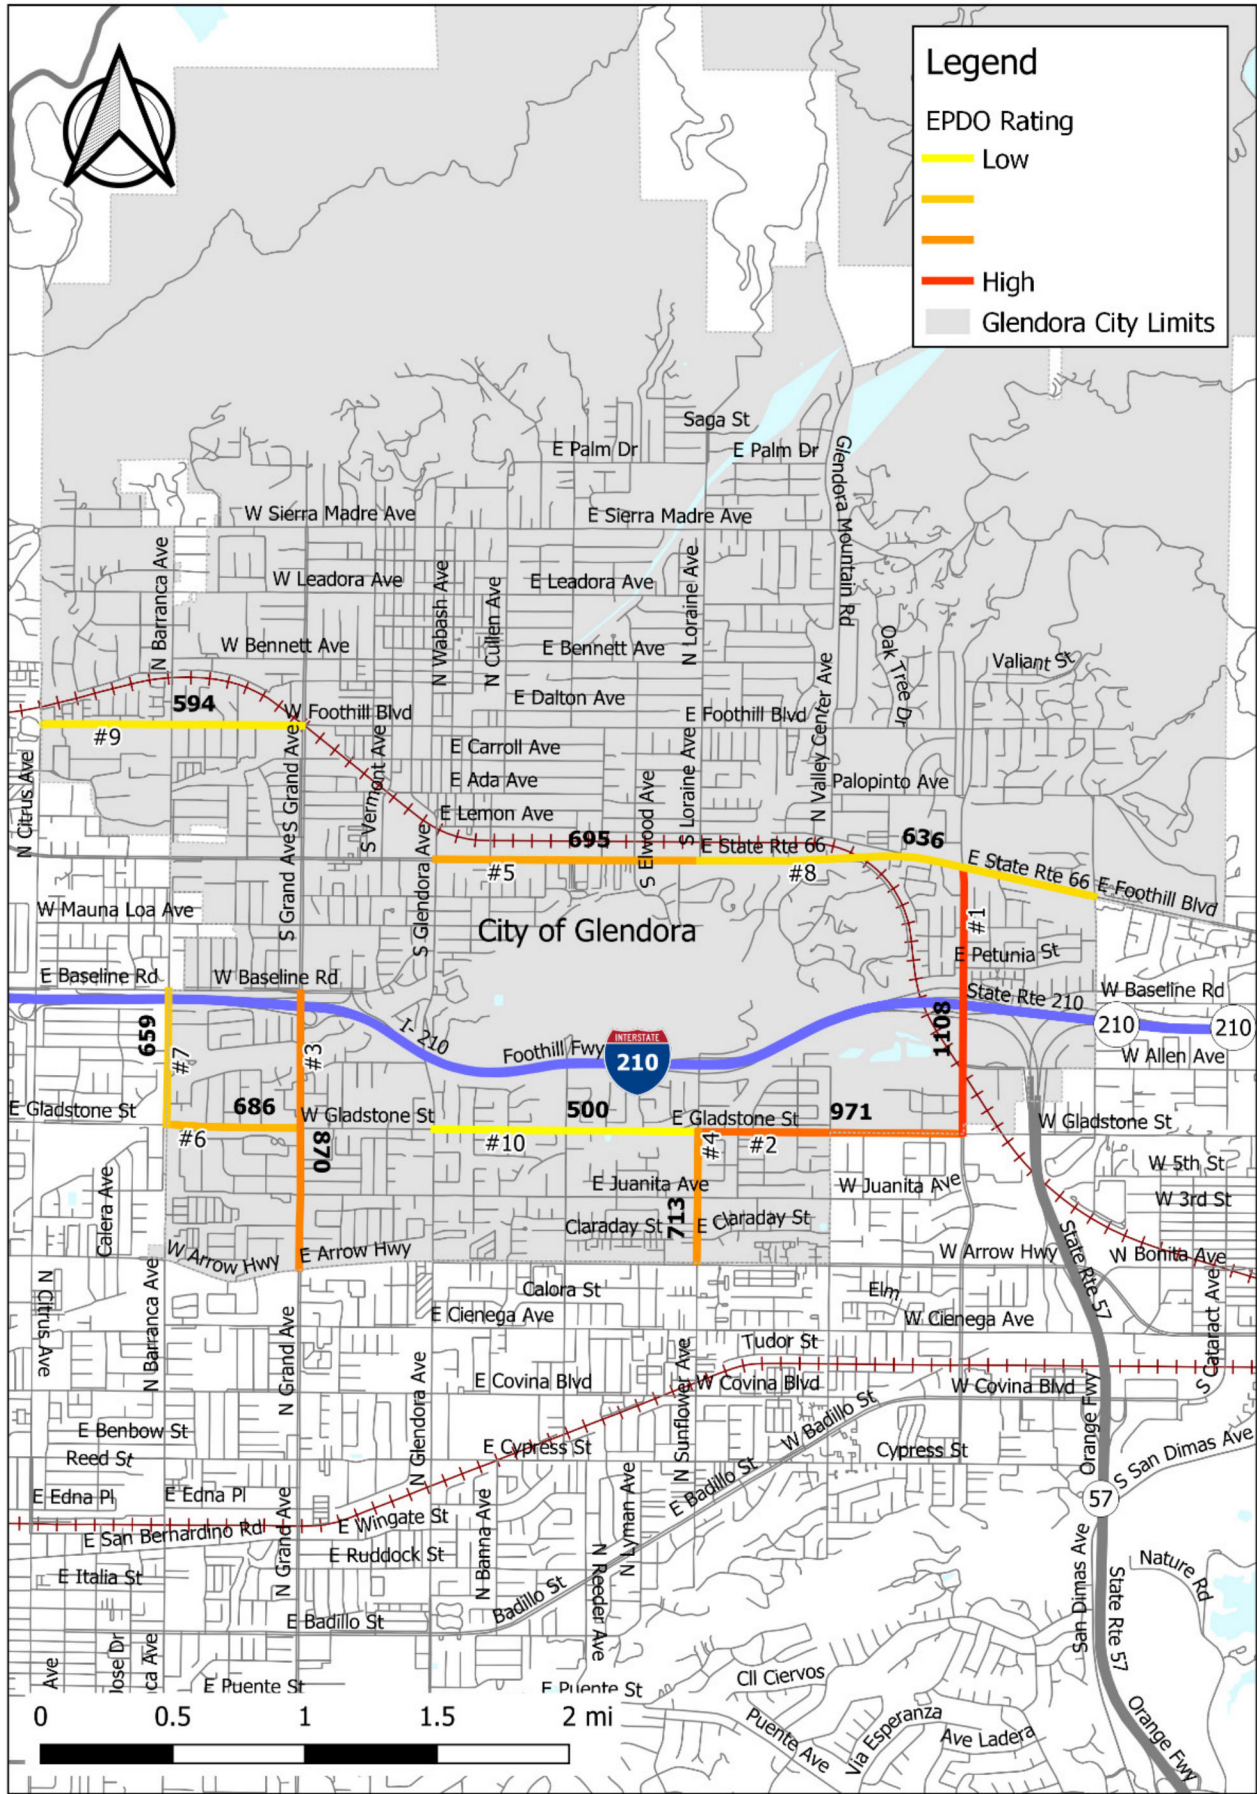 Legend
EPDO Rating
Low
High
Glendora City Limits
Saga St
E Palm Dr
E Palm Dr
Glendora Mountain Rd
W Sierra Madre Ave
E Sierra Madre Ave
N Barranca Ave
W Leadora Ave
N Wabash Ave
N Cullen Ave
E Leadora Ave
N Loraine Ave
W Bennett Ave
E Bennett Ave
Oak Tree Dr
Valiant St
594
E Dalton Ave
N Valley Center Ave
W Foothill Blvd
E Foothill Blvd
#9
N Citrus Ave
S Grand Ave
S Vermont Ave
E Carroll Ave
E Ada Ave
S Loraine Ave
Palopinto Ave
E Lemon Ave
S Elwood Ave
695
636
S Grand Ave
S Glendora Ave
E State Rte 66
E State Rte 66
E Foothill Blvd
#5
#8
#1
W Mauna Loa Ave
City of Glendora
E Petunia St
E Baseline Rd
W Baseline Rd
State Rte 210
W Baseline Rd
659
#7
#3
I- 210
Foothill Fwy
INTERSTATE
210
1108
210
210
W Allen Ave
E Gladstone St
686
W Gladstone St
500
E Gladstone St
971
W Gladstone St
#6
870
#10
#4
#2
W 5th St
E Juanita Ave
W Juanita Ave
W 3rd St
Calera Ave
713
Claraday St
E Claraday St
W Arrow Hwy
E Arrow Hwy
W Arrow Hwy
State Rte 57
W Bonita Ave
N Citrus Ave
N Barranca Ave
N Grand Ave
Calora St
Elm
E Cienega Ave
W Cienega Ave
S Cataract Ave
Tudor St
N Glendora Ave
N Sunflower Ave
E Covina Blvd
W Covina Blvd
W Covina Blvd
Orange Fwy
E Benbow St
Reed St
E Cypress St
W Badillo St
Cypress St
S San Dimas Ave
E Edna Pl
E Edna Pl
N Grand Ave
N Banna Ave
N Lyman Ave
E Badillo St
57
E San Bernardino Rd
E Wingate St
E Ruddock St
N Reeder Ave
San Dimas Ave
State Rte 57
Nature Rd
E Italia St
Badillo St
E Badillo St
Ave
Jose Dr
ca Ave
E Puente St
E Puente St
Cll Ciervos
Puente Ave
Via Esperanza
Ave Ladera
Orange Fwy
0 0.5 1 1.5 2 mi